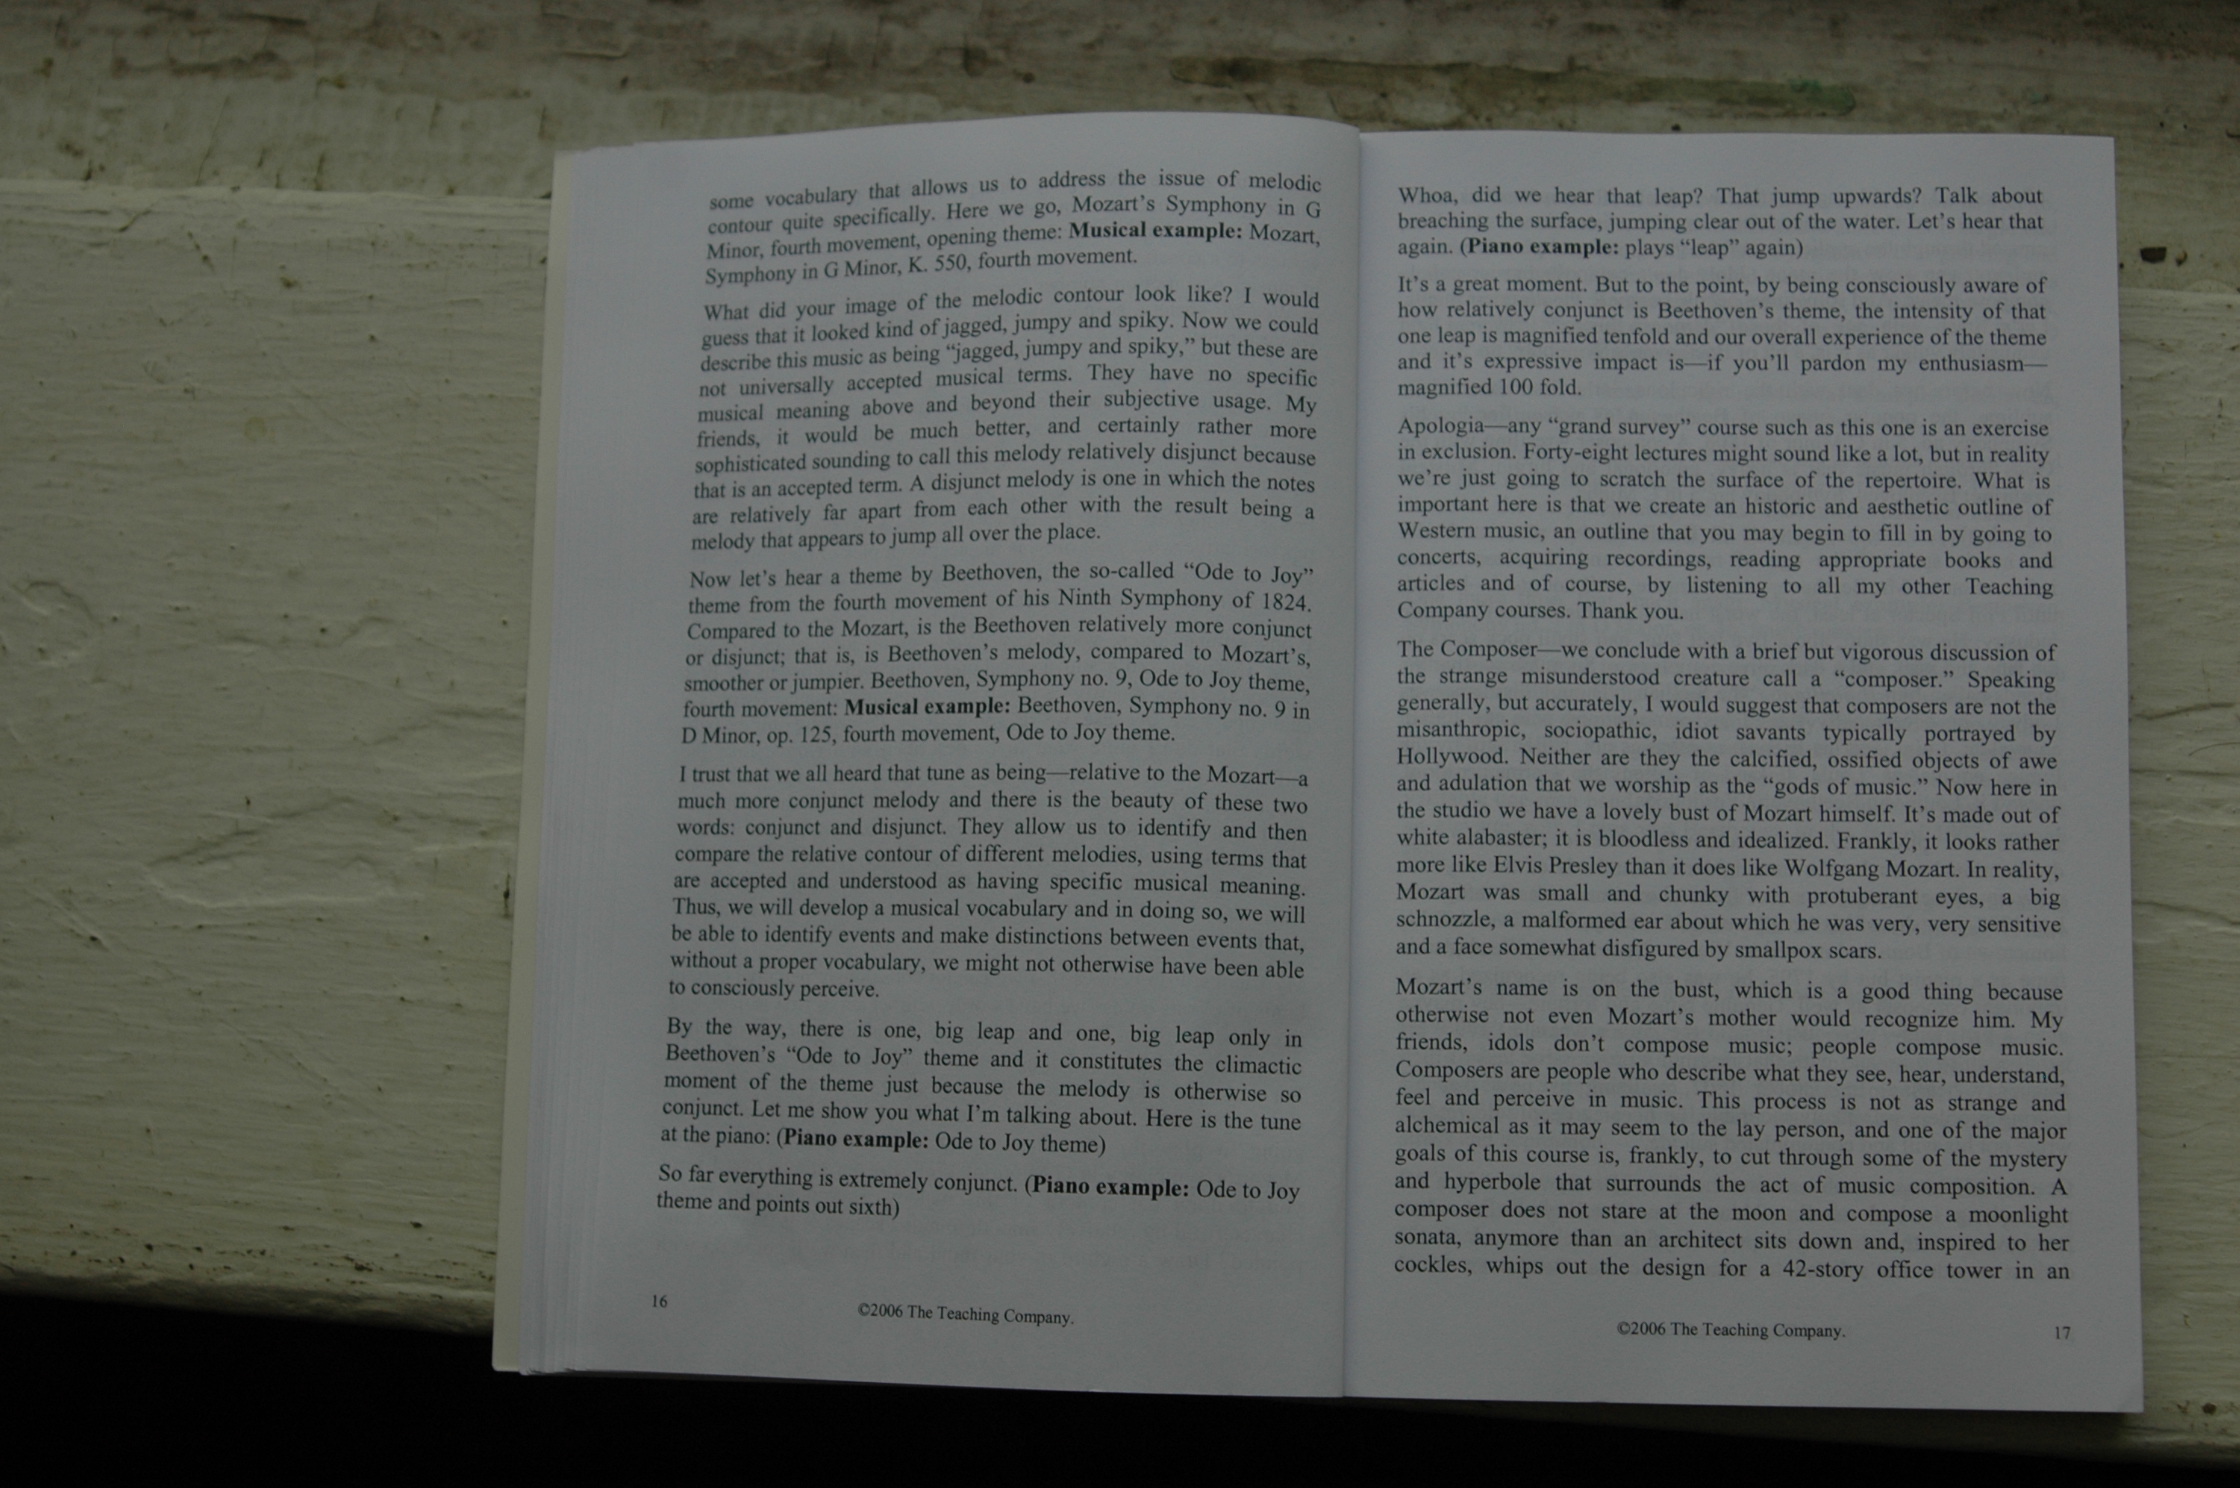 some vocabulary that allows us to address the issue of melodic
contour quite specifically. Here we go, Mozart's Symphony in G
Minor, fourth movement, opening theme: Musical example: Mozart,
Symphony in G Minor, K. 550, fourth movement.
What did your image of the melodic contour look like? I would
guess that it looked kind of jagged, jumpy and spiky. Now we could
describe this music as being “jagged, jumpy and spiky,” but these are
not universally accepted musical terms. They have no specific
musical meaning above and beyond their subjective usage. My
friends, it would be much better, and certainly rather more
sophisticated sounding to call this melody relatively disjunct because
that is an accepted term. A disjunct melody is one in which the notes
are relatively far apart from each other with the result being a
melody that appears to jump all over the place.
Now let's hear a theme by Beethoven, the so-called “Ode to Joy”
theme from the fourth movement of his Ninth Symphony of 1824.
Compared to the Mozart, is the Beethoven relatively more conjunct
or disjunct; that is, is Beethoven's melody, compared to Mozart's,
smoother or jumpier. Beethoven, Symphony no. 9, Ode to Joy theme,
fourth movement: Musical example: Beethoven, Symphony no. 9 in
D Minor, op. 125, fourth movement, Ode to Joy theme.
I trust that we all heard that tune as being—relative to the Mozart—a
much more conjunct melody and there is the beauty of these two
words: conjunct and disjunct. They allow us to identify and then
compare the relative contour of different melodies, using terms that
are accepted and understood as having specific musical meaning.
Thus, we will develop a musical vocabulary and in doing so, we will
be able to identify events and make distinctions between events that,
without a proper vocabulary, we might not otherwise have been able
to consciously perceive.
By the way, there is one, big leap and one, big leap only in
Beethoven's “Ode to Joy” theme and it constitutes the climactic
moment of the theme just because the melody is otherwise so
conjunct. Let me show you what I'm talking about. Here is the tune
at the piano: (Piano example: Ode to Joy theme)
So far everything is extremely conjunct. (Piano example: Ode to Joy
theme and points out sixth)
16
©2006 The Teaching Company.
Whoa, did we hear that leap? That jump upwards? Talk about
breaching the surface, jumping clear out of the water. Let's hear that
again. (Piano example: plays “leap” again)
It's a great moment. But to the point, by being consciously aware of
how relatively conjunct is Beethoven's theme, the intensity of that
one leap is magnified tenfold and our overall experience of the theme
and it's expressive impact is—if you'll pardon my enthusiasm—
magnified 100 fold.
Apologia—any “grand survey” course such as this one is an exercise
in exclusion. Forty-eight lectures might sound like a lot, but in reality
we're just going to scratch the surface of the repertoire. What is
important here is that we create an historic and aesthetic outline of
Western music, an outline that you may begin to fill in by going to
concerts, acquiring recordings, reading appropriate books and
articles and of course, by listening to all my other Teaching
Company courses. Thank you.
The Composer—we conclude with a brief but vigorous discussion of
the strange misunderstood creature call a “composer.” Speaking
generally, but accurately, I would suggest that composers are not the
misanthropic, sociopathic, idiot savants typically portrayed by
Hollywood. Neither are they the calcified, ossified objects of awe
and adulation that we worship as the “gods of music.” Now here in
the studio we have a lovely bust of Mozart himself. It's made out of
white alabaster; it is bloodless and idealized. Frankly, it looks rather
more like Elvis Presley than it does like Wolfgang Mozart. In reality,
Mozart was small and chunky with protuberant eyes, a big
schnozzle, a malformed ear about which he was very, very sensitive
and a face somewhat disfigured by smallpox scars.
Mozart's name is on the bust, which is a good thing because
otherwise not even Mozart's mother would recognize him. My
friends, idols don't compose music; people compose music.
Composers are people who describe what they see, hear, understand,
feel and perceive in music. This process is not as strange and
alchemical as it may seem to the lay person, and one of the major
goals of this course is, frankly, to cut through some of the mystery
and hyperbole that surrounds the act of music composition. A
composer does not stare at the moon and compose a moonlight
sonata, anymore than an architect sits down and, inspired to her
cockles, whips out the design for a 42-story office tower in an
©2006 The Teaching Company.
17